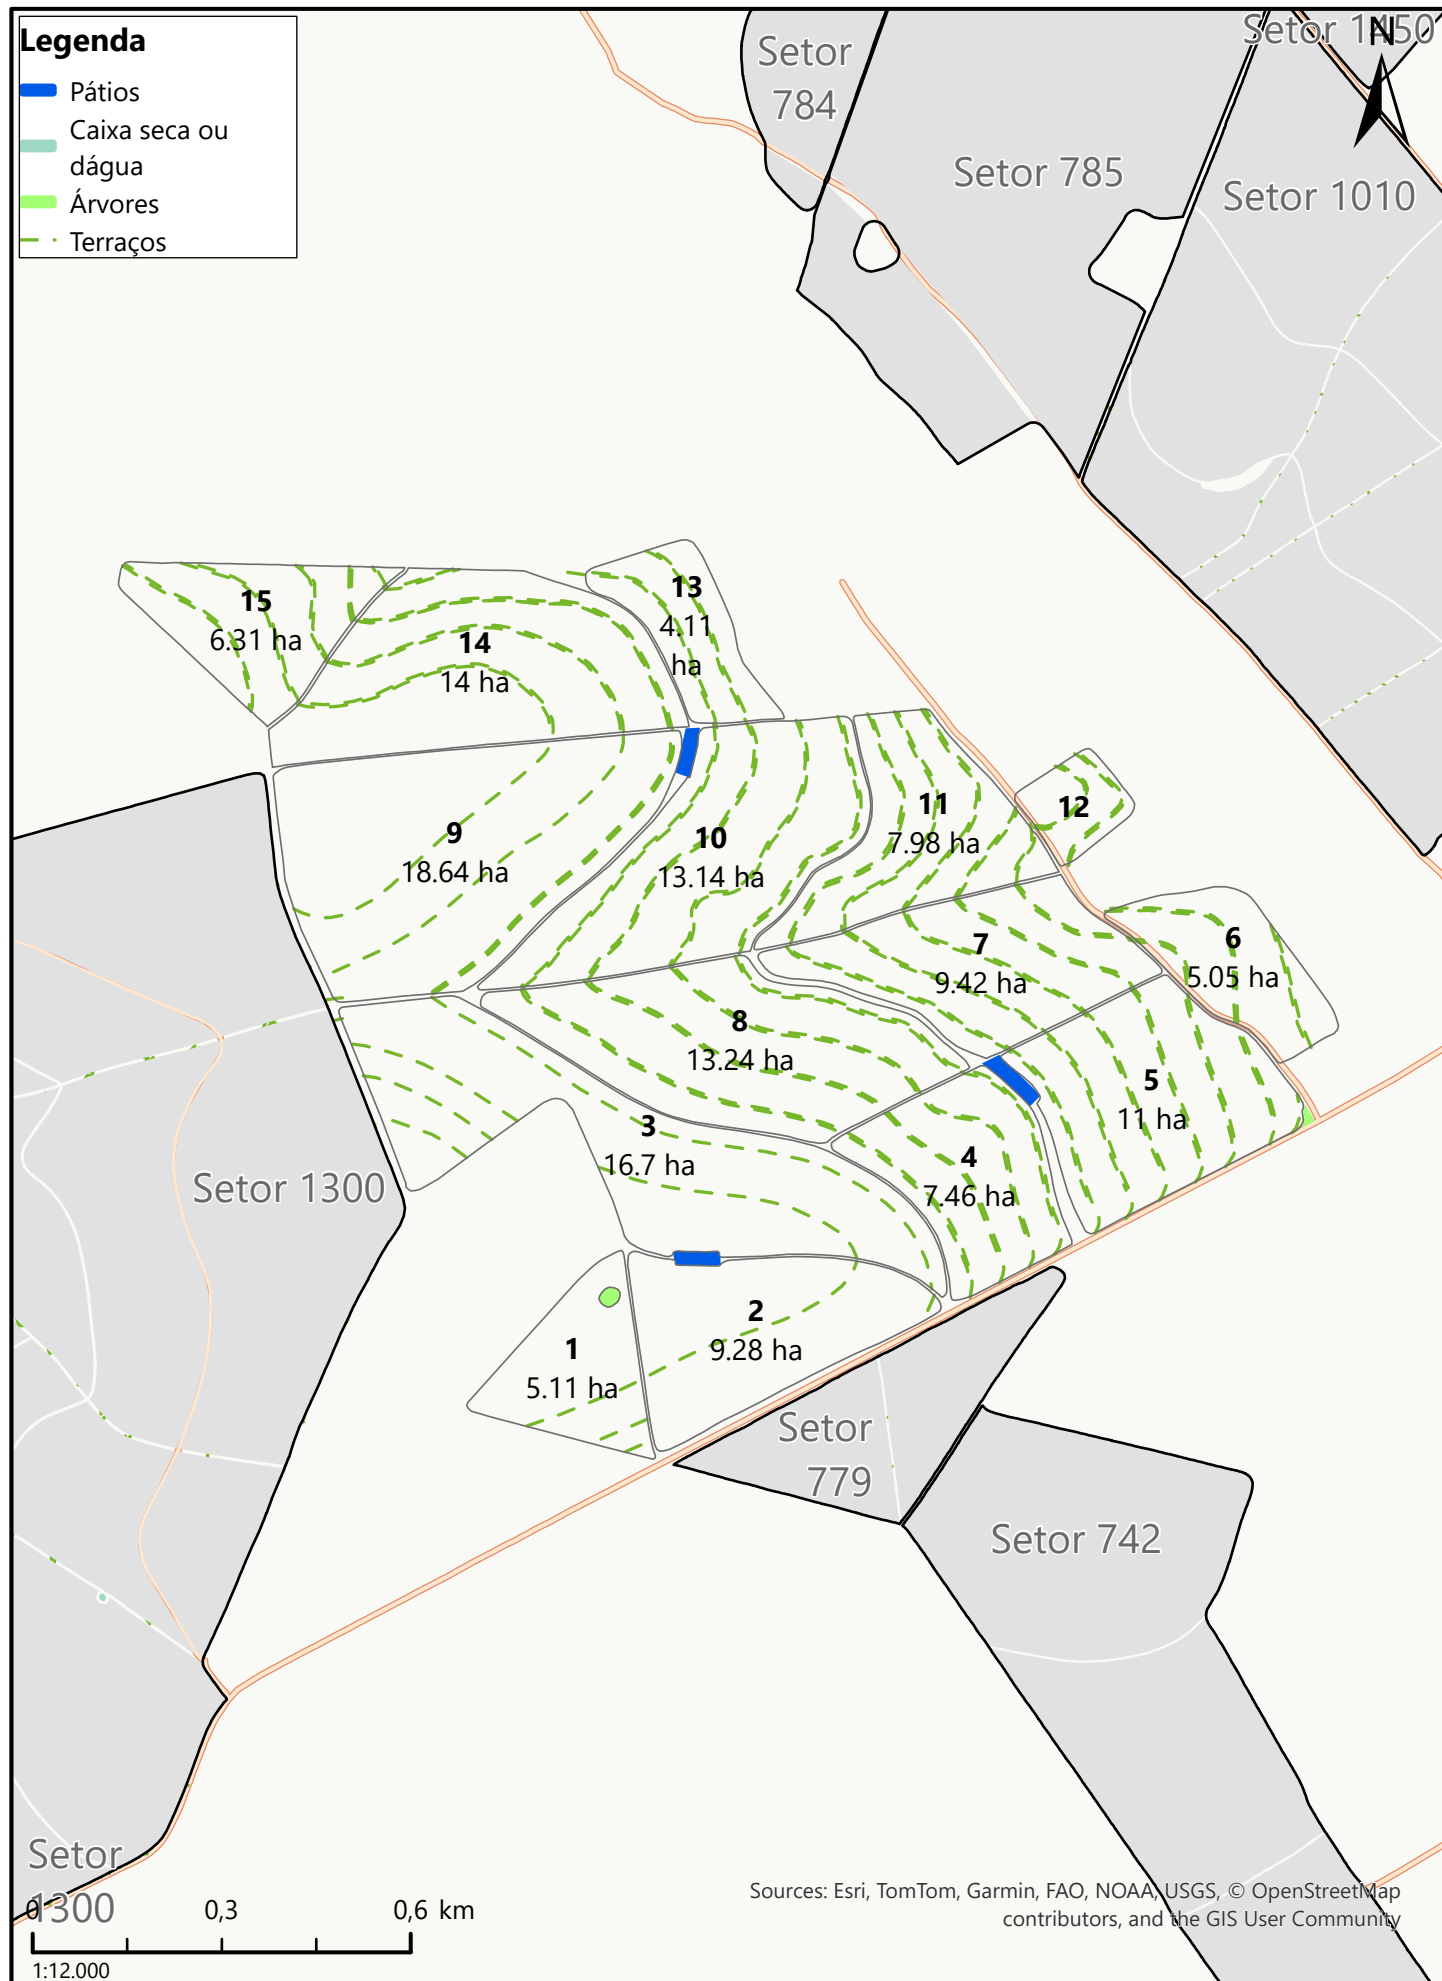 Legenda
Pátios
Caixa seca ou
dágua
Árvores
Terraços
Setor
784
Setor 785
Setor 1450
N
Setor 1010
15
6.31 ha
14
14 ha
13
4.11
ha
9
18.64 ha
10
13.14 ha
11
7.98 ha
12
7
9.42 ha
6
5.05 ha
8
13.24 ha
5
11 ha
3
16.7 ha
4
7.46 ha
Setor 1300
1
5.11 ha
2
9.28 ha
Setor
779
Setor 742
Setor
1300
0 0,3 0,6 km
1:12.000
Sources: Esri, TomTom, Garmin, FAO, NOAA, USGS, © OpenStreetMap
contributors, and the GIS User Community